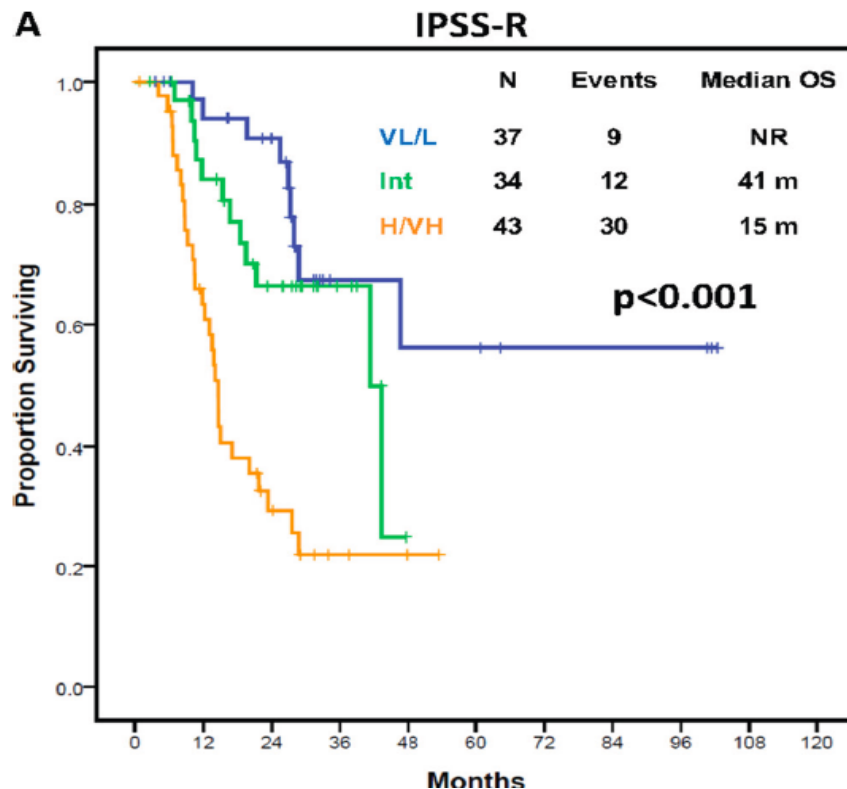 A
IPSS-R
N Events Median OS
VL/L 37 9 NR
Int 34 12 41 m
H/VH 43 30 15 m
p<0.001
Proportion Surviving
1.0
0.8
0.6
0.4
0.2
0.0
0 12 24 36 48 60 72 84 96 108 120
Months